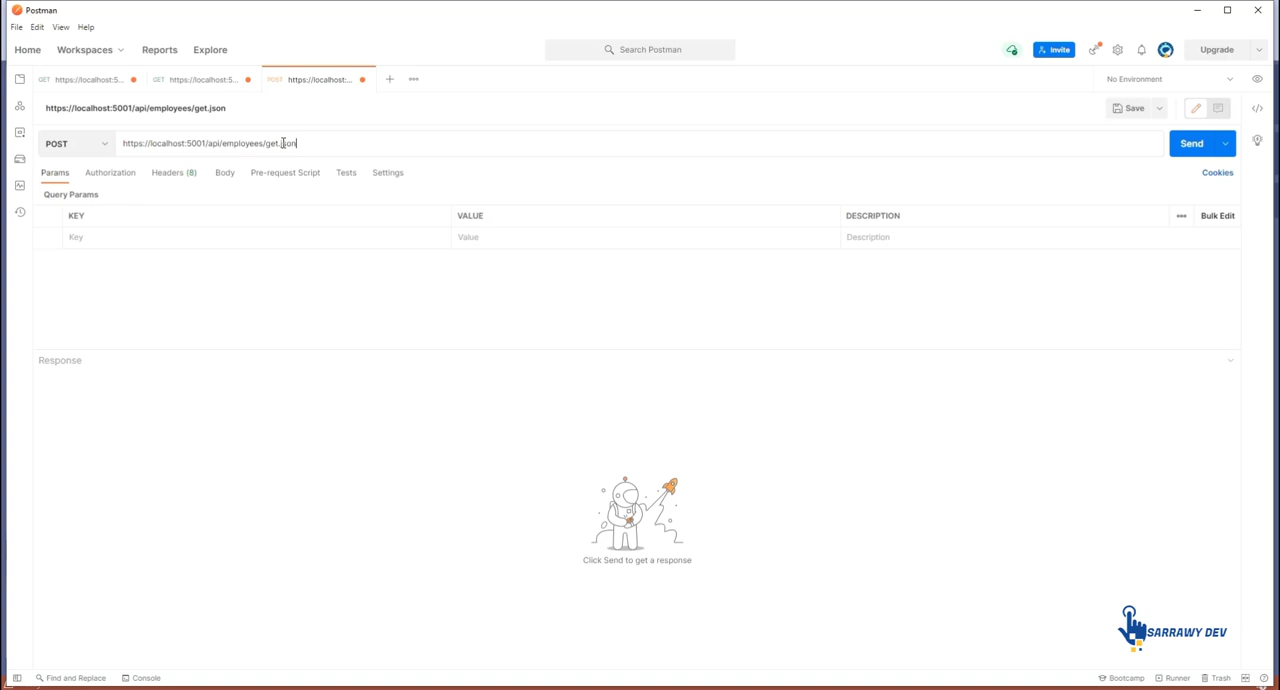 Postman
File Edit View Help
Home Workspaces Reports Explore Search Postman Invite Upgrade
GET https://localhost:5... GET https://localhost:5... POST https://localhost:... No Environment
https://localhost:5001/api/employees/get.json Save
POST https://localhost:5001/api/employees/get.json Send
Params Authorization Headers (8) Body Pre-request Script Tests Settings Cookies
Query Params
KEY VALUE DESCRIPTION Bulk Edit
Key Value Description
Response
Click Send to get a response
SARRAWY DEV
Find and Replace Console Bootcamp Runner Trash